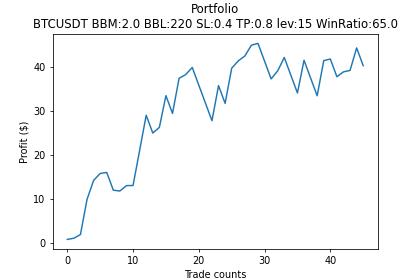 Portfolio
BTCUSDT BBM:2.0 BBL:220 SL:0.4 TP:0.8 lev:15 WinRatio:65.0
40
30
20
10
0
Profit ($)
0 10 20 30 40
Trade counts